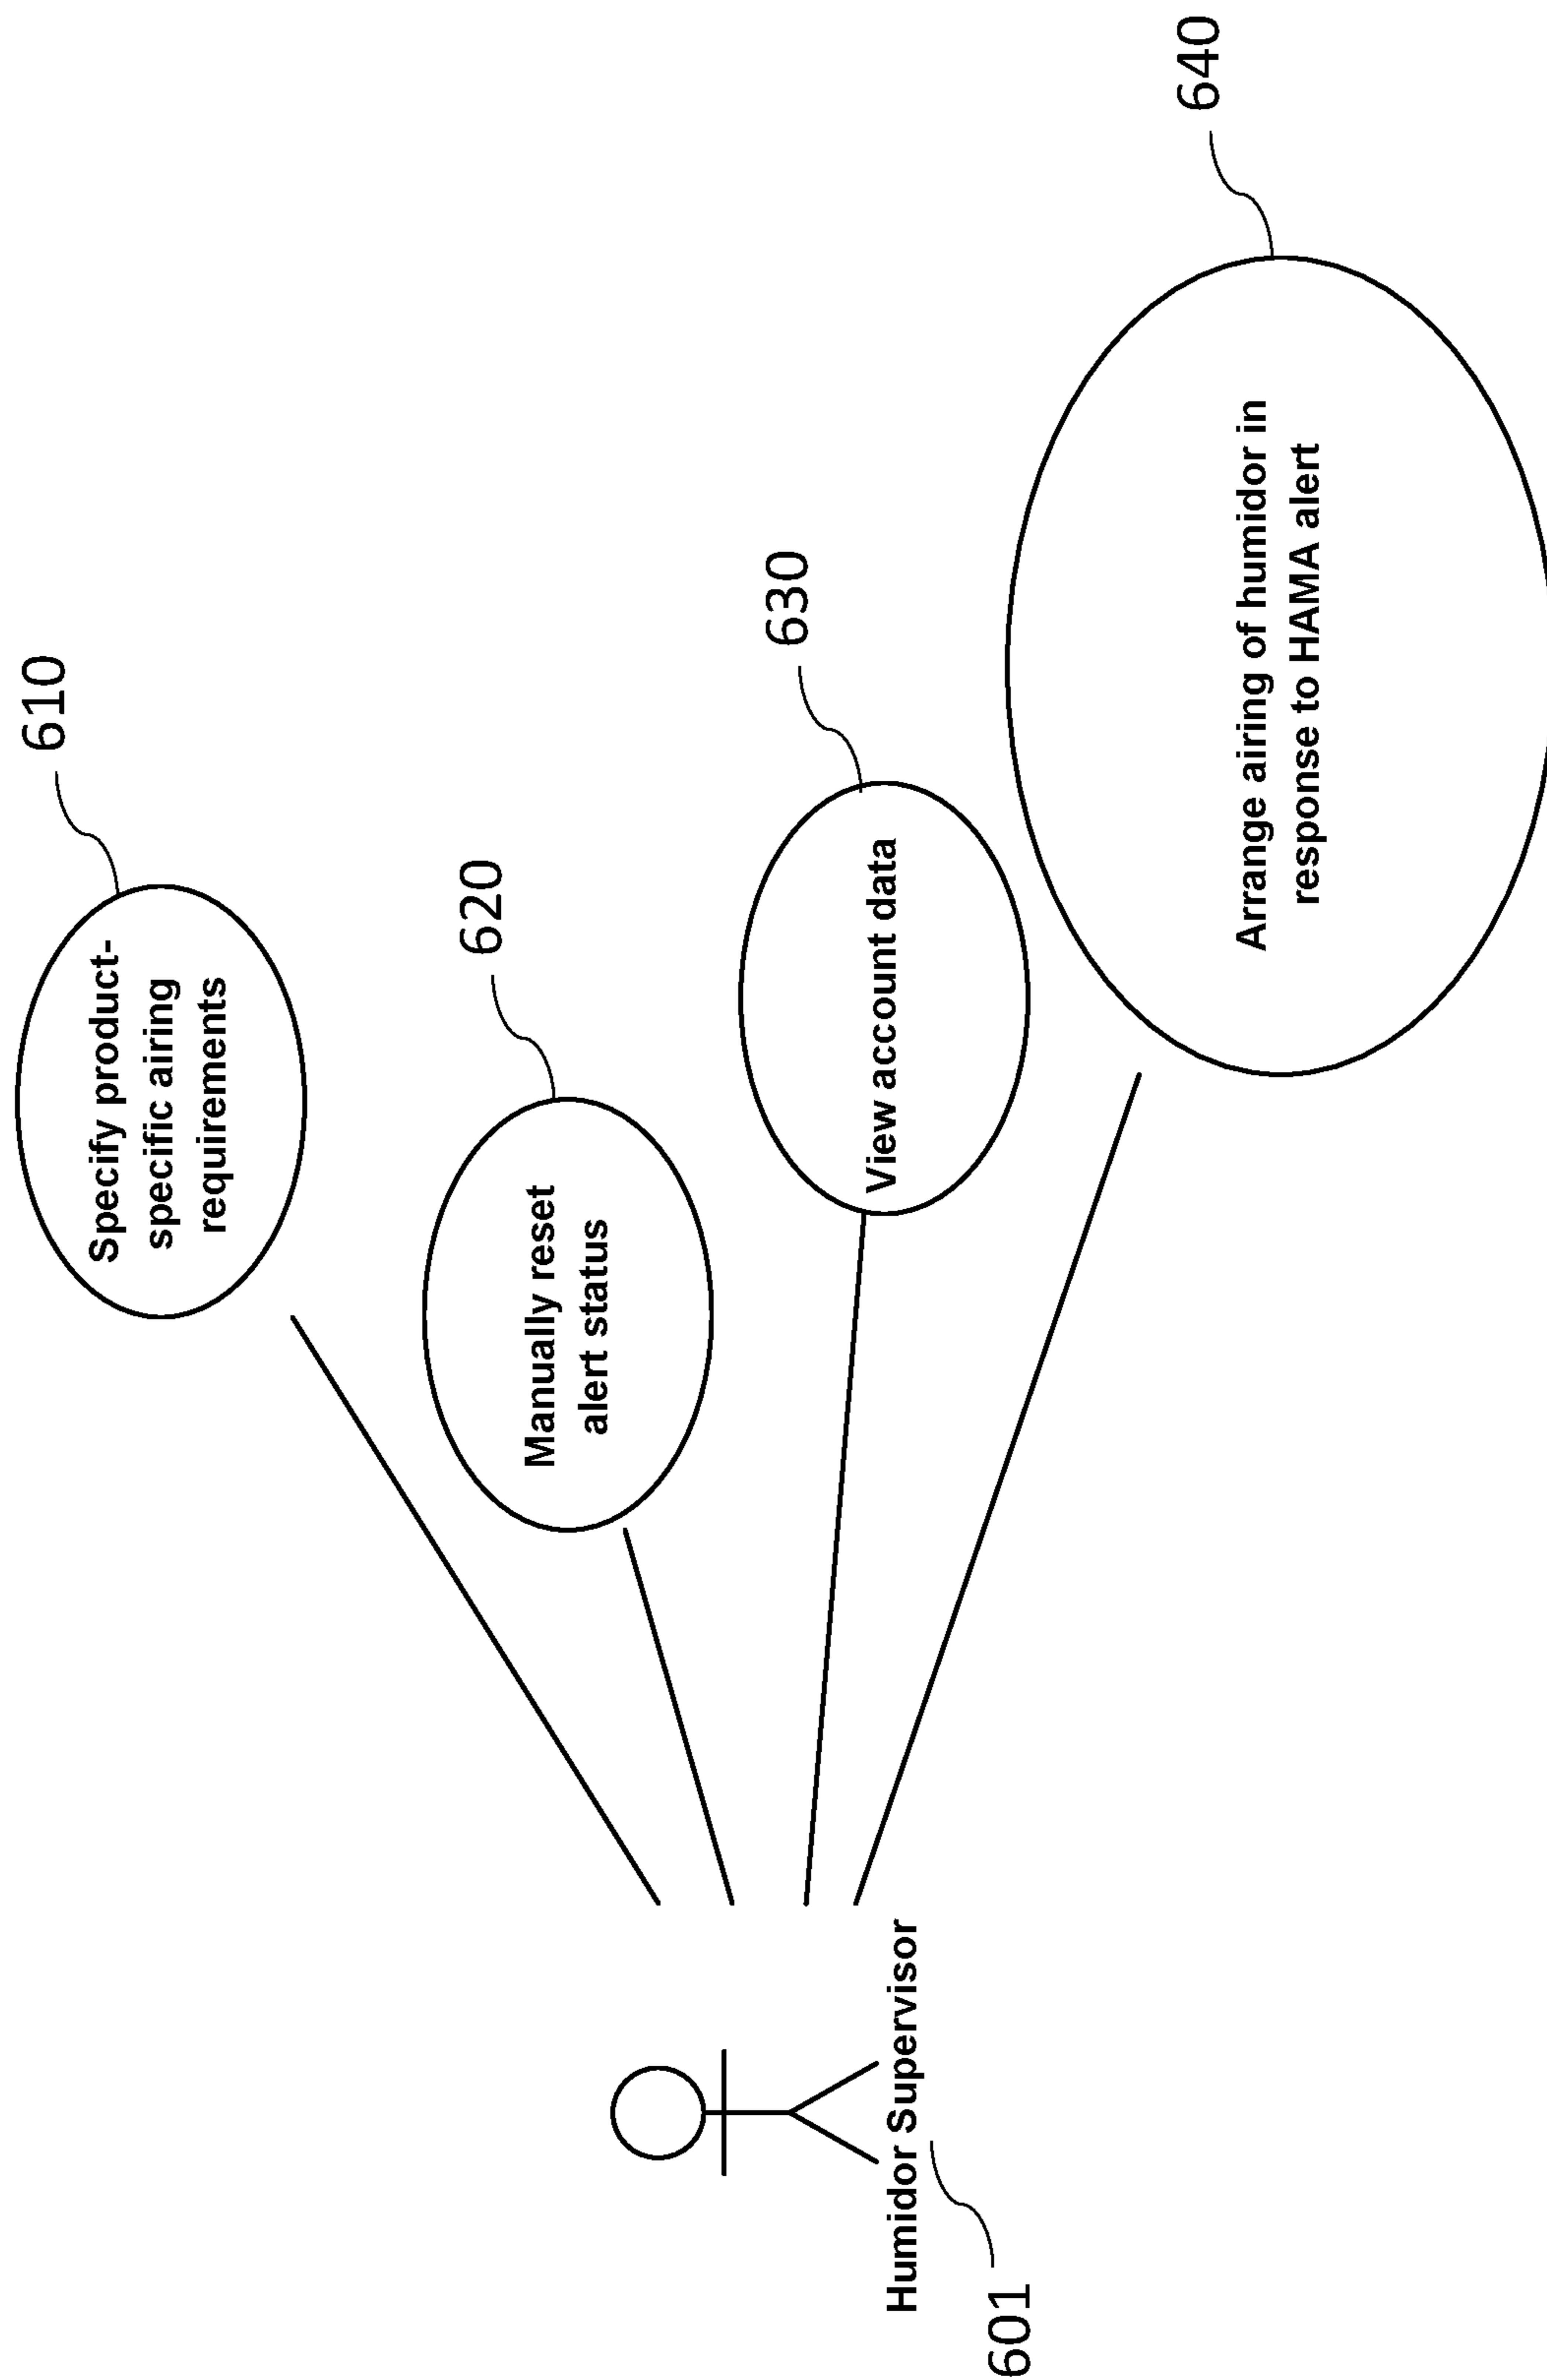 610
Specify product-
specific airing
requirements
620
Manually reset
alert status
630
View account data
640
Arrange airing of humidor in
response to HAMA alert
Humidor Supervisor
601